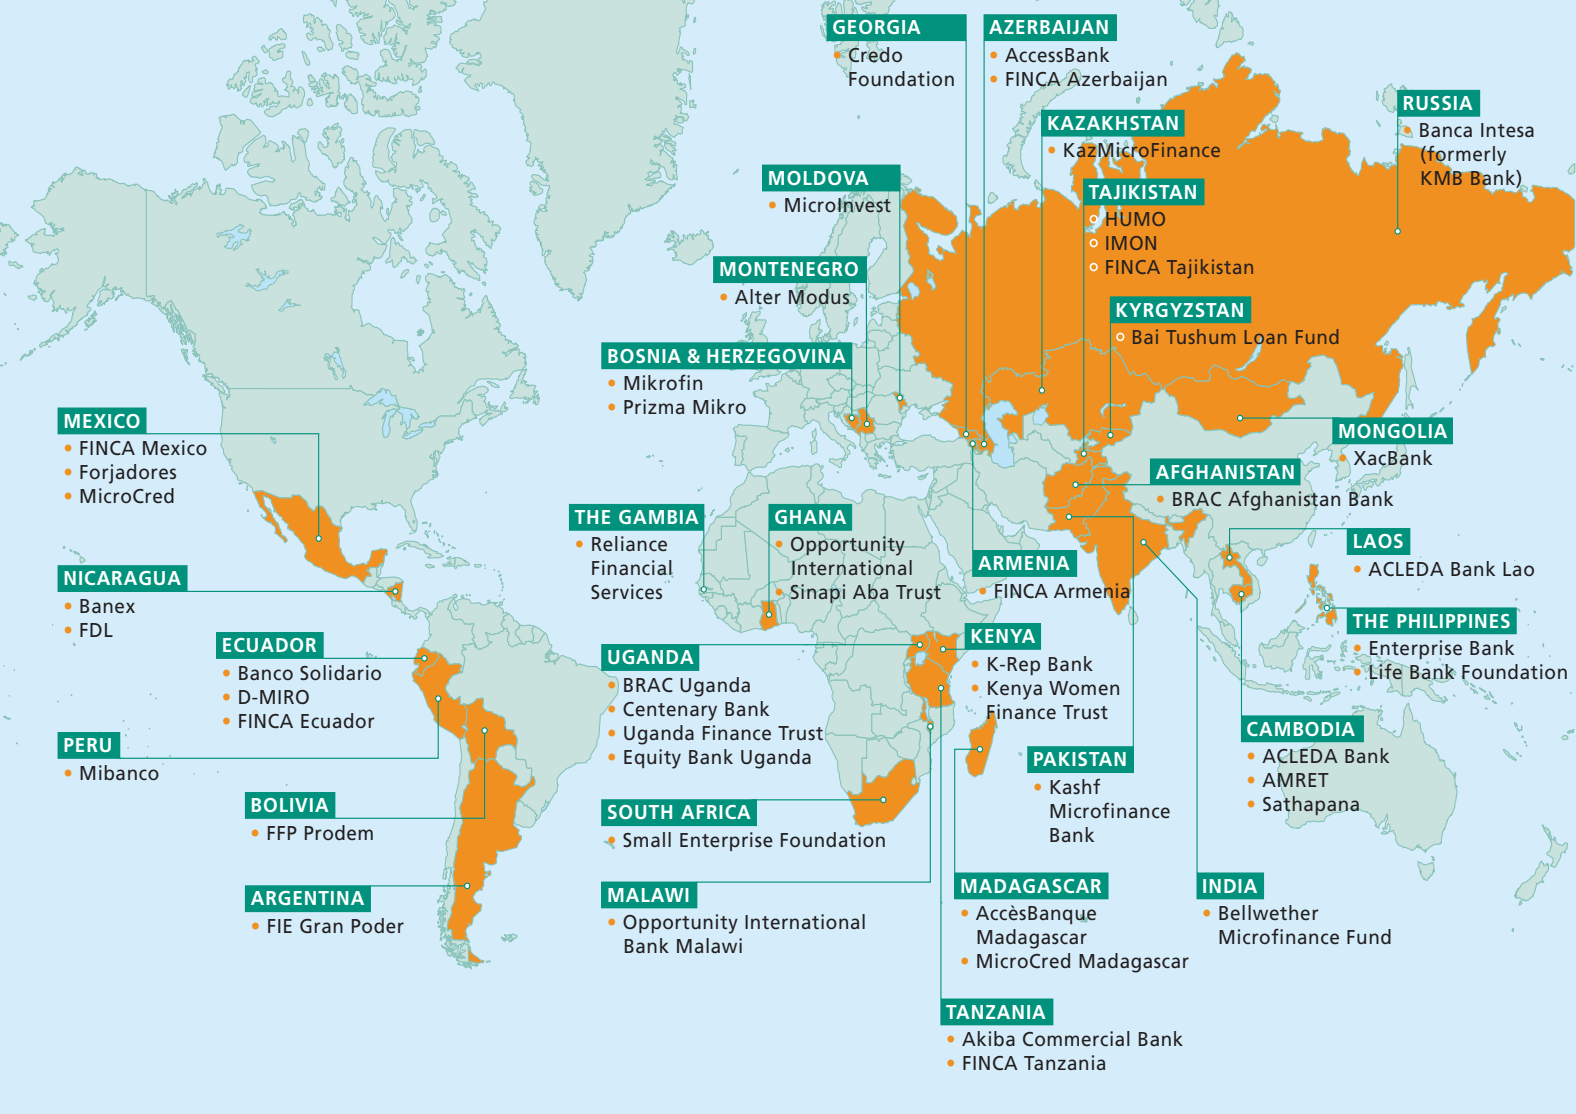 GEORGIA
• Credo
Foundation
AZERBAIJAN
• AccessBank
• FINCA Azerbaijan
RUSSIA
• Banca Intesa
(formerly
KMB Bank)
KAZAKHSTAN
• KazMicroFinance
MOLDOVA
• MicroInvest
TAJIKISTAN
HUMO
IMON
FINCA Tajikistan
MONTENEGRO
• Alter Modus
KYRGYZSTAN
Bai Tushum Loan Fund
BOSNIA & HERZEGOVINA
• Mikrofin
• Prizma Mikro
MEXICO
• FINCA Mexico
• Forjadores
• MicroCred
MONGOLIA
• XacBank
AFGHANISTAN
• BRAC Afghanistan Bank
THE GAMBIA
• Reliance
Financial
Services
GHANA
• Opportunity
International
• Sinapi Aba Trust
LAOS
• ACLEDA Bank Lao
ARMENIA
• FINCA Armenia
NICARAGUA
• Banex
• FDL
THE PHILIPPINES
• Enterprise Bank
• Life Bank Foundation
ECUADOR
• Banco Solidario
• D-MIRO
• FINCA Ecuador
UGANDA
• BRAC Uganda
• Centenary Bank
• Uganda Finance Trust
• Equity Bank Uganda
KENYA
• K-Rep Bank
• Kenya Women
Finance Trust
PERU
• Mibanco
CAMBODIA
• ACLEDA Bank
• AMRET
• Sathapana
PAKISTAN
• Kashf
Microfinance
Bank
BOLIVIA
• FFP Prodem
SOUTH AFRICA
• Small Enterprise Foundation
ARGENTINA
• FIE Gran Poder
MALAWI
• Opportunity International
Bank Malawi
MADAGASCAR
• AccèsBanque
Madagascar
• MicroCred Madagascar
INDIA
• Bellwether
Microfinance Fund
TANZANIA
• Akiba Commercial Bank
• FINCA Tanzania